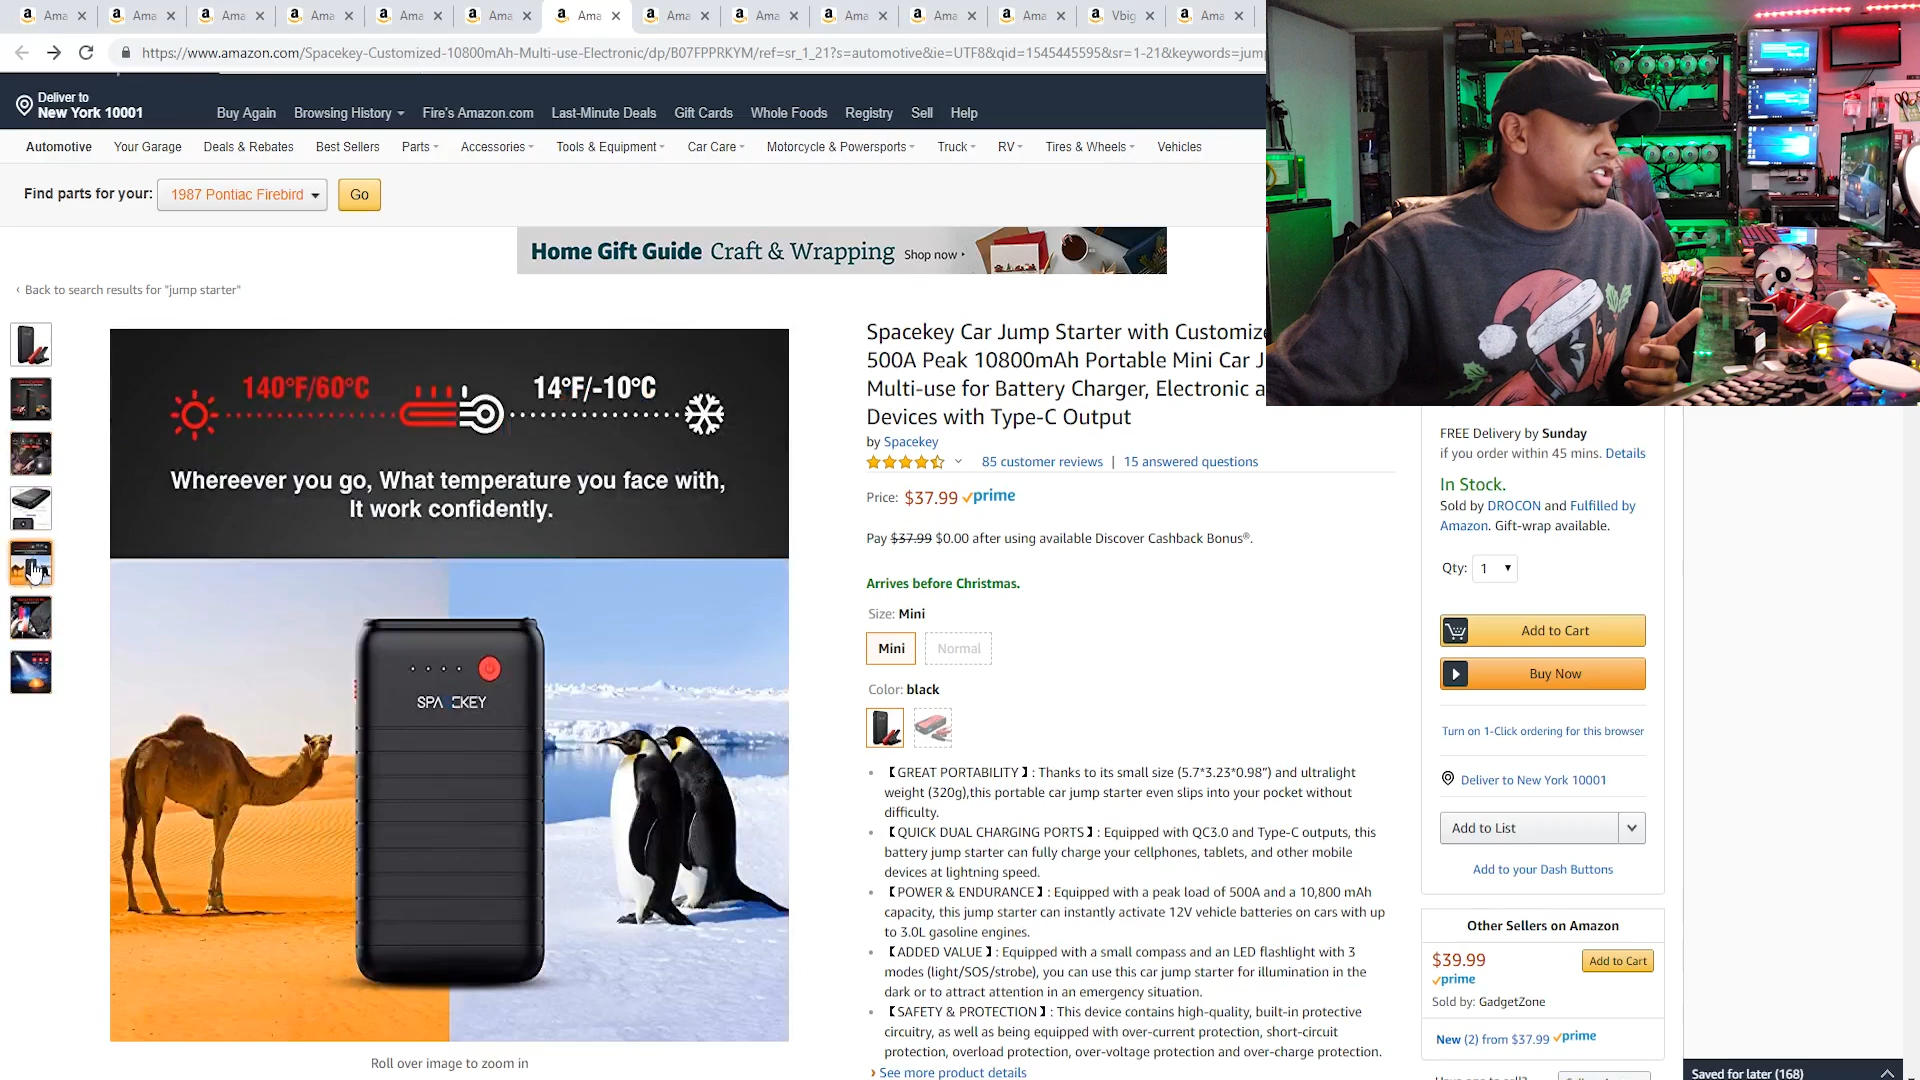 Ama
Ama
Ama
Ama
Ama
Ama
Ama
Ama
Ama
Ama
Ama
Ama
Vbig
Ama
https://www.amazon.com/Spacekey-Customized-10800mAh-Multi-use-Electronic/dp/B07FPPRKYM/ref=sr_1_21?s=automotive&ie=UTF8&qid=1545445595&sr=1-21&keywords=jump
Deliver to
New York 10001
Buy Again Browsing History Fire's Amazon.com Last-Minute Deals Gift Cards Whole Foods Registry Sell Help
Automotive Your Garage Deals & Rebates Best Sellers Parts Accessories Tools & Equipment Car Care Motorcycle & Powersports Truck RV Tires & Wheels Vehicles
Find parts for your: 1987 Pontiac Firebird Go
Home Gift Guide Craft & Wrapping Shop now
‹ Back to search results for "jump starter"
140°F/60°C 14°F/-10°C
Whereever you go, What temperature you face with,
It work confidently.
SPACEKEY
Roll over image to zoom in
Spacekey Car Jump Starter with Customize
500A Peak 10800mAh Portable Mini Car J
Multi-use for Battery Charger, Electronic a
Devices with Type-C Output
by Spacekey
85 customer reviews | 15 answered questions
Price: $37.99 prime
Pay $37.99 $0.00 after using available Discover Cashback Bonus®.
Arrives before Christmas.
Size: Mini
Mini Normal
Color: black
• 【GREAT PORTABILITY】: Thanks to its small size (5.7*3.23*0.98") and ultralight
weight (320g),this portable car jump starter even slips into your pocket without
difficulty.
• 【QUICK DUAL CHARGING PORTS】: Equipped with QC3.0 and Type-C outputs, this
battery jump starter can fully charge your cellphones, tablets, and other mobile
devices at lightning speed.
• 【POWER & ENDURANCE】: Equipped with a peak load of 500A and a 10,800 mAh
capacity, this jump starter can instantly activate 12V vehicle batteries on cars with up
to 3.0L gasoline engines.
• 【ADDED VALUE】: Equipped with a small compass and an LED flashlight with 3
modes (light/SOS/strobe), you can use this car jump starter for illumination in the
dark or to attract attention in an emergency situation.
• 【SAFETY & PROTECTION】: This device contains high-quality, built-in protective
circuitry, as well as being equipped with over-current protection, short-circuit
protection, overload protection, over-voltage protection and over-charge protection.
› See more product details
FREE Delivery by Sunday
if you order within 45 mins. Details
In Stock.
Sold by DROCON and Fulfilled by
Amazon. Gift-wrap available.
Qty: 1
Add to Cart
Buy Now
Turn on 1-Click ordering for this browser
Deliver to New York 10001
Add to List
Add to your Dash Buttons
Other Sellers on Amazon
$39.99 Add to Cart
prime
Sold by: GadgetZone
New (2) from $37.99 prime
Saved for later (168)